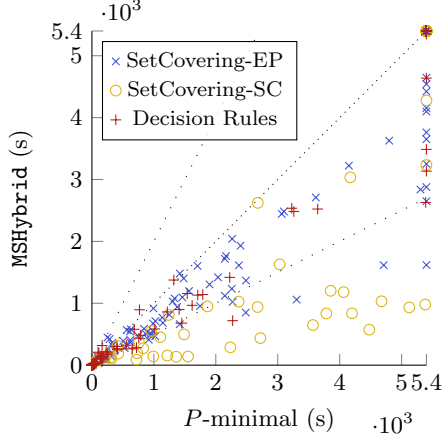 ·10³
5.4
5
4
3
2
1
0
MSHybrid (s)
× SetCovering-EP
○ SetCovering-SC
+ Decision Rules
0 1 2 3 4 5 5.4
P-minimal (s)
·10³